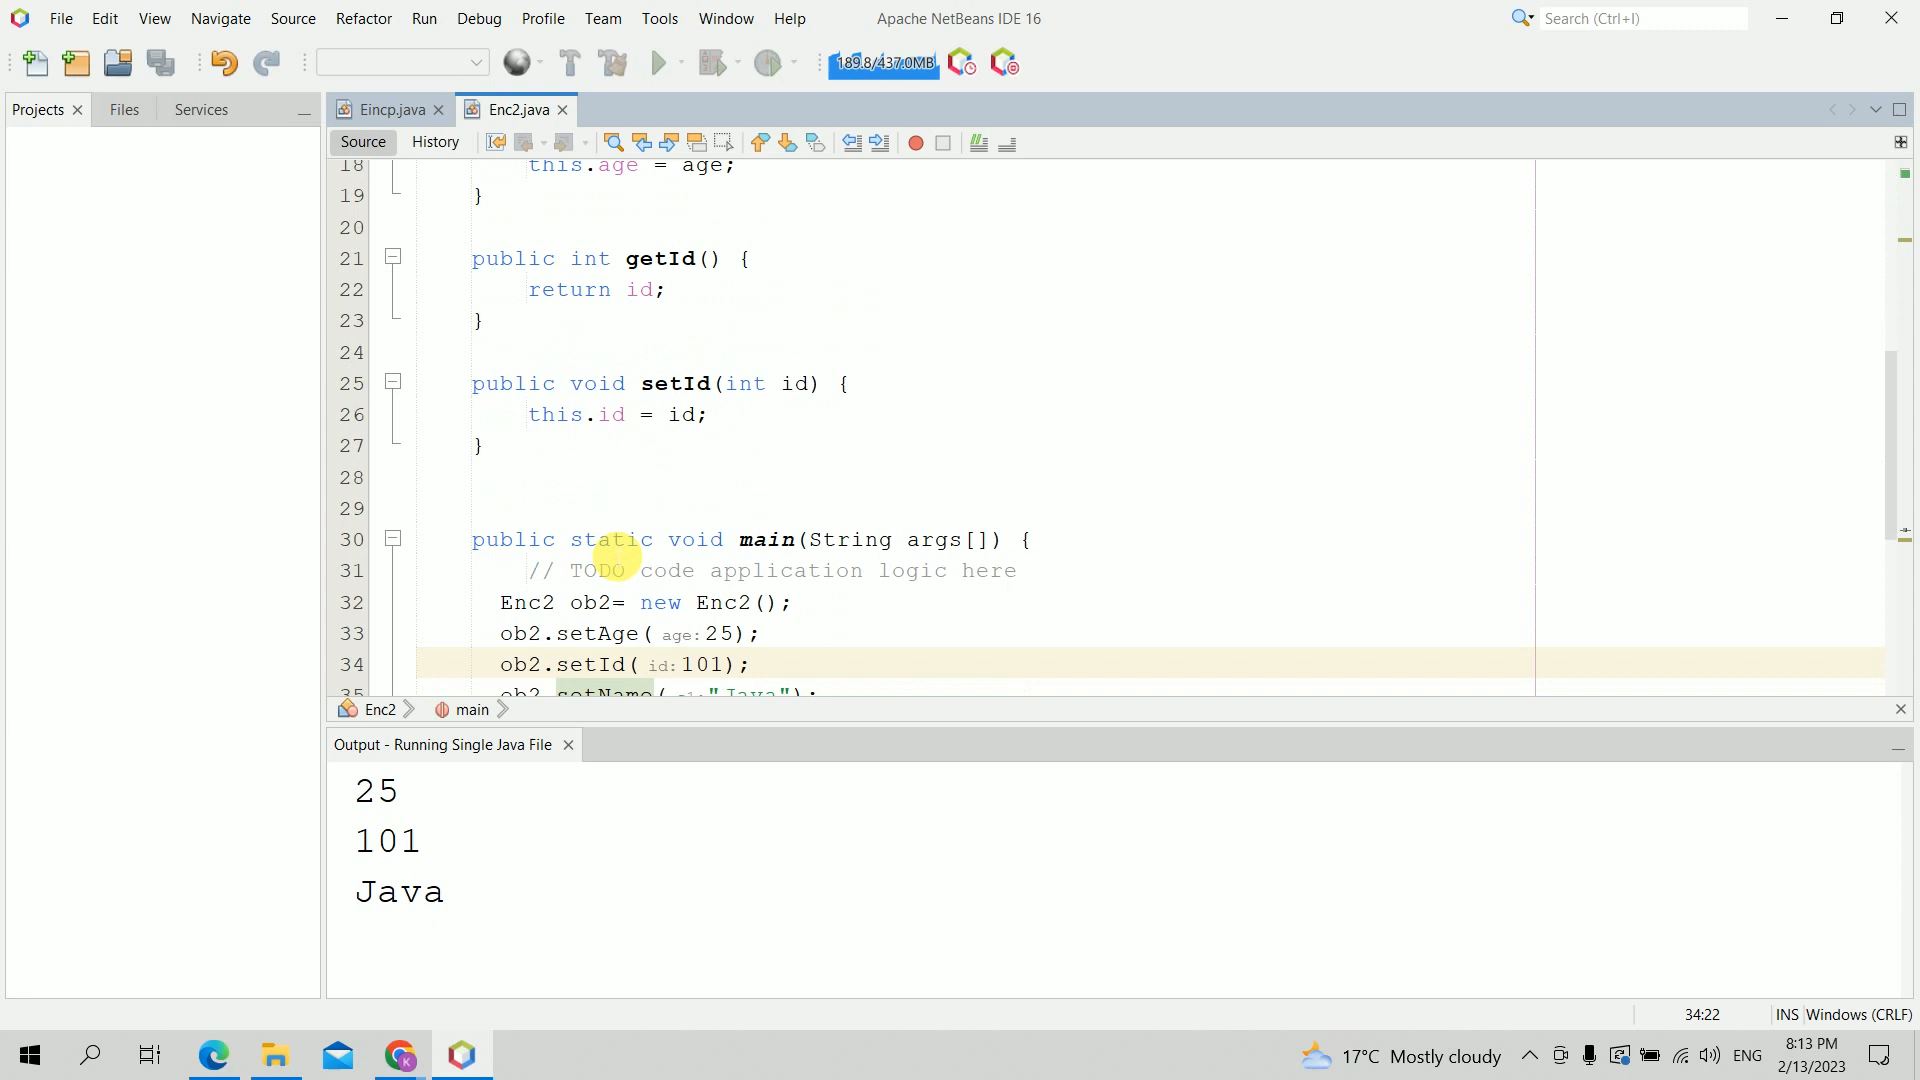 File Edit View Navigate Source Refactor Run Debug Profile Team Tools Window Help Apache NetBeans IDE 16 Search (Ctrl+I)
189.8/437.0MB
Projects Files Services Eincp.java Enc2.java
Source History
18 this.age = age;
19 }
20
21 public int getId() {
22 return id;
23 }
24
25 public void setId(int id) {
26 this.id = id;
27 }
28
29
30 public static void main(String args[]) {
31 // TODO code application logic here
32 Enc2 ob2= new Enc2();
33 ob2.setAge( age: 25);
34 ob2.setId( id: 101);
35 ob2.setName( "Java");
Enc2 main
Output - Running Single Java File
25
101
Java
34:22 INS Windows (CRLF)
17°C Mostly cloudy ENG 8:13 PM
2/13/2023